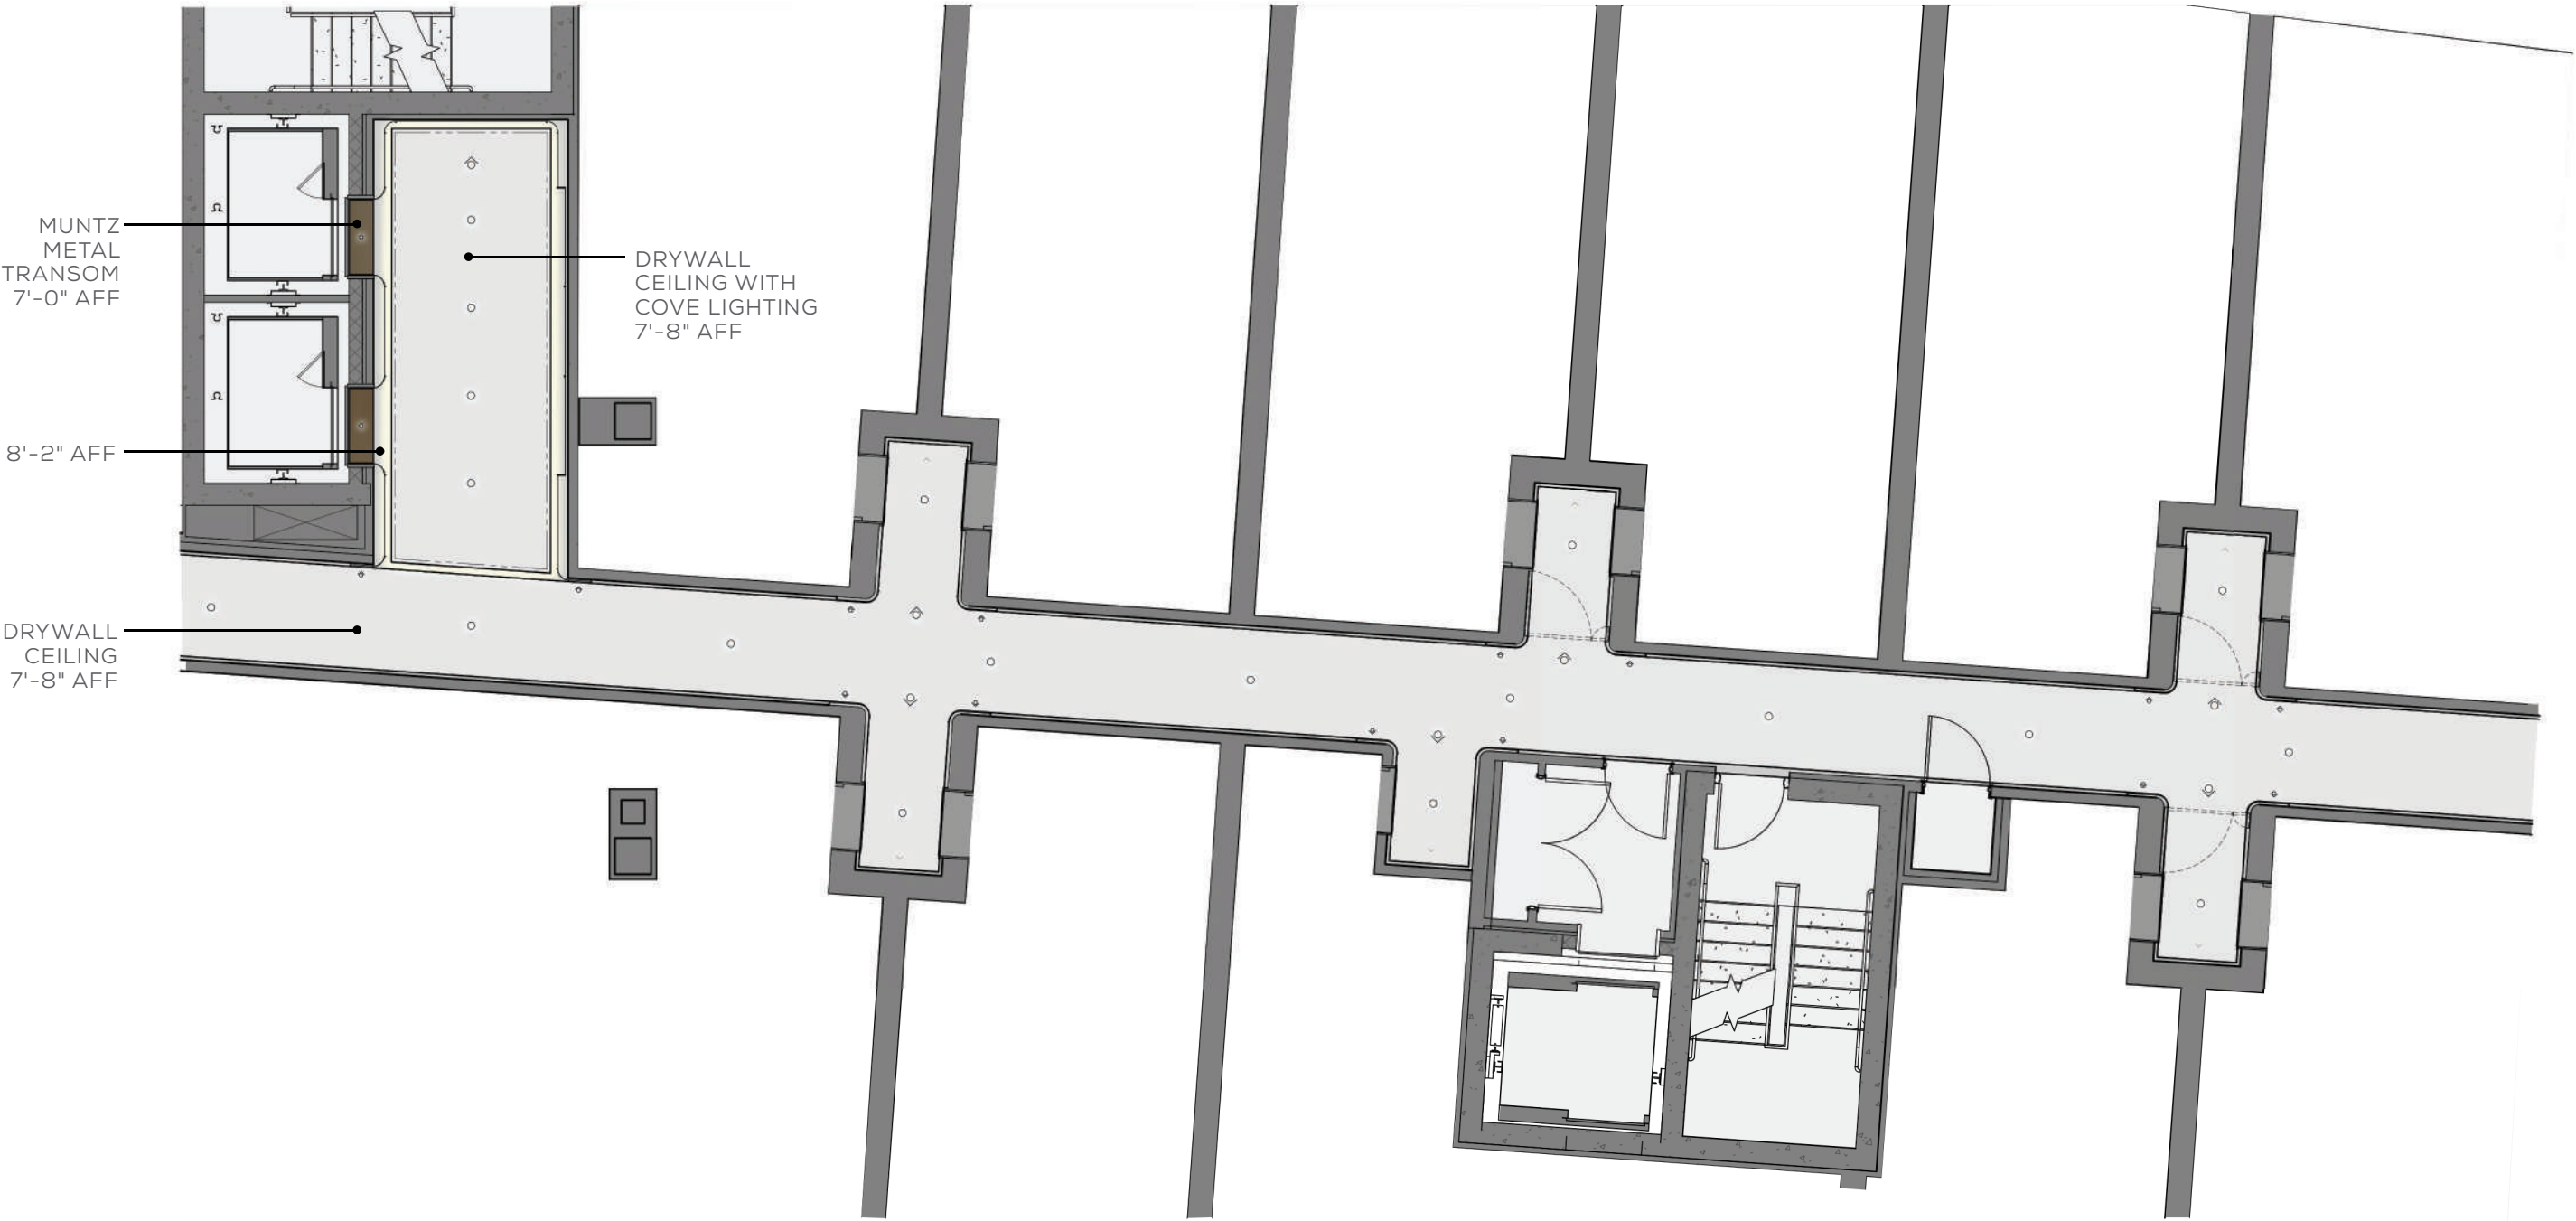 MUNTZ
METAL
TRANSOM
7'-0" AFF
DRYWALL
CEILING WITH
COVE LIGHTING
7'-8" AFF
8'-2" AFF
DRYWALL
CEILING
7'-8" AFF